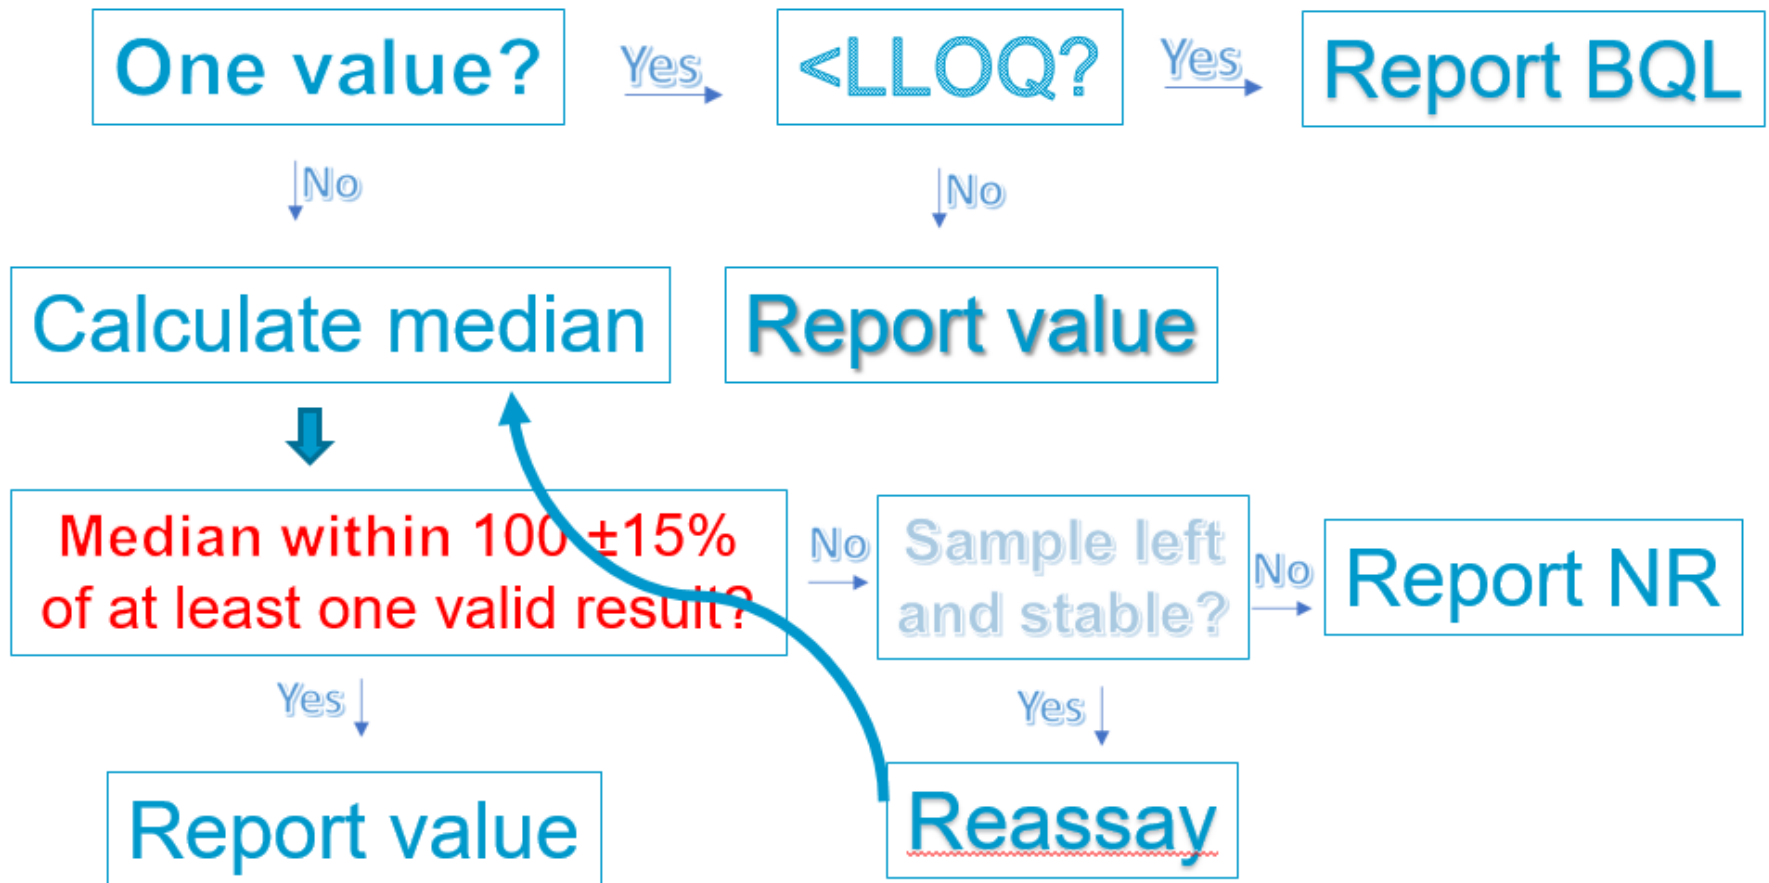 One value?
Yes
<LLOQ?
Yes
Report BQL
No
No
Calculate median
Report value
Median within 100 ±15%
of at least one valid result?
No
Sample left
and stable?
No
Report NR
Yes
Yes
Report value
Reassay